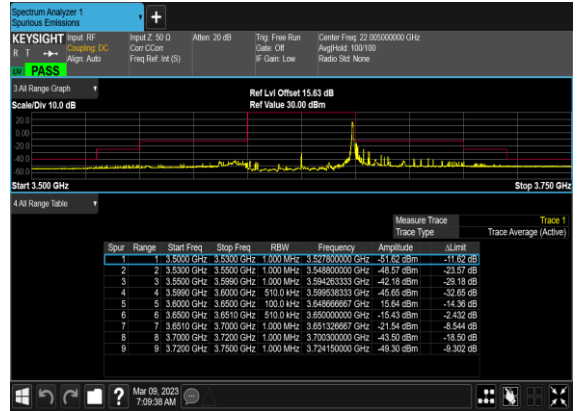 Spectrum Analyzer 1
Spurious Emissions
KEYSIGHT Input: RF Input Z: 50 Ω Atten: 20 dB Trig: Free Run Center Freq: 22.005000000 GHz
R T Coupling: DC Corr CCorr Gate: Off Avg|Hold: 100/100
Align: Auto Freq Ref: Int (S) IF Gain: Low Radio Std: None
PASS
3 All Range Graph
Ref Lvl Offset 15.63 dB
Scale/Div 10.0 dB Ref Value 30.00 dBm
20.0
0.00
-20.0
-40.0
-60.0
Start 3.500 GHz Stop 3.750 GHz
4 All Range Table
Measure Trace Trace 1
Trace Type Trace Average (Active)
Spur Range Start Freq Stop Freq RBW Frequency Amplitude ΔLimit
1 1 3.5000 GHz 3.5300 GHz 1.000 MHz 3.527800000 GHz -51.62 dBm -11.62 dB
2 2 3.5300 GHz 3.5500 GHz 1.000 MHz 3.548800000 GHz -48.57 dBm -23.57 dB
3 3 3.5500 GHz 3.5990 GHz 1.000 MHz 3.594263333 GHz -42.18 dBm -29.18 dB
4 4 3.5990 GHz 3.6000 GHz 510.0 kHz 3.599538333 GHz -45.65 dBm -32.65 dB
5 5 3.6000 GHz 3.6500 GHz 100.0 kHz 3.648666667 GHz 15.64 dBm -14.36 dB
6 6 3.6500 GHz 3.6510 GHz 510.0 kHz 3.650000000 GHz -15.43 dBm -2.432 dB
7 7 3.6510 GHz 3.7000 GHz 1.000 MHz 3.651326667 GHz -21.54 dBm -8.544 dB
8 8 3.7000 GHz 3.7200 GHz 1.000 MHz 3.700300000 GHz -43.50 dBm -18.50 dB
9 9 3.7200 GHz 3.7500 GHz 1.000 MHz 3.724150000 GHz -49.30 dBm -9.302 dB
Mar 09, 2023
7:09:38 AM